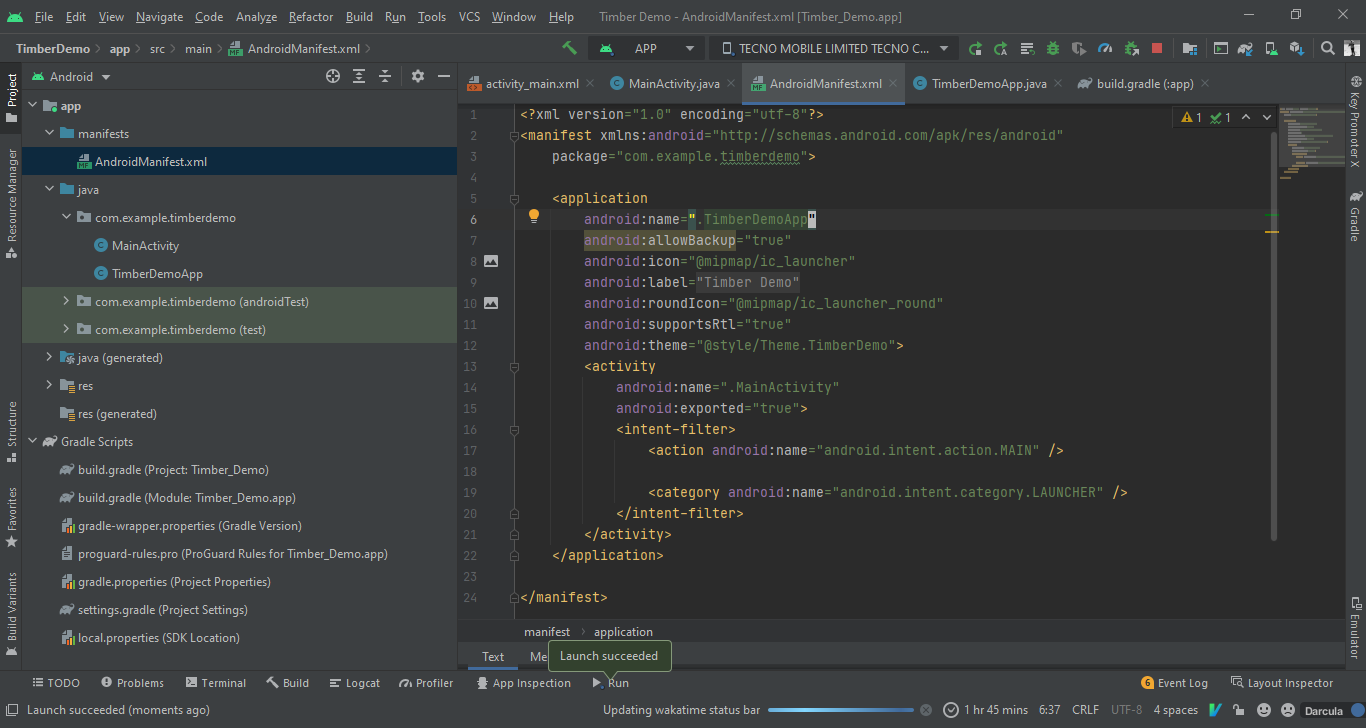 File Edit View Navigate Code Analyze Refactor Build Run Tools VCS Window Help Timber Demo - AndroidManifest.xml [Timber_Demo.app]
TimberDemo app src main AndroidManifest.xml APP TECNO MOBILE LIMITED TECNO C...
Android
activity_main.xml MainActivity.java AndroidManifest.xml TimberDemoApp.java build.gradle (:app)
Project
Resource Manager
Structure
Favorites
Build Variants
app
manifests
AndroidManifest.xml
java
com.example.timberdemo
MainActivity
TimberDemoApp
com.example.timberdemo (androidTest)
com.example.timberdemo (test)
java (generated)
res
res (generated)
Gradle Scripts
build.gradle (Project: Timber_Demo)
build.gradle (Module: Timber_Demo.app)
gradle-wrapper.properties (Gradle Version)
proguard-rules.pro (ProGuard Rules for Timber_Demo.app)
gradle.properties (Project Properties)
settings.gradle (Project Settings)
local.properties (SDK Location)
1 <?xml version="1.0" encoding="utf-8"?>
2 <manifest xmlns:android="http://schemas.android.com/apk/res/android"
3 package="com.example.timberdemo">
4
5 <application
6 android:name=".TimberDemoApp"
7 android:allowBackup="true"
8 android:icon="@mipmap/ic_launcher"
9 android:label="Timber Demo"
10 android:roundIcon="@mipmap/ic_launcher_round"
11 android:supportsRtl="true"
12 android:theme="@style/Theme.TimberDemo">
13 <activity
14 android:name=".MainActivity"
15 android:exported="true">
16 <intent-filter>
17 <action android:name="android.intent.action.MAIN" />
18
19 <category android:name="android.intent.category.LAUNCHER" />
20 </intent-filter>
21 </activity>
22 </application>
23
24 </manifest>
1 1
Key Promoter X
Gradle
Emulator
manifest application
Text Me
Launch succeeded
TODO Problems Terminal Build Logcat Profiler App Inspection Run 6 Event Log Layout Inspector
Launch succeeded (moments ago) Updating wakatime status bar 1 hr 45 mins 6:37 CRLF UTF-8 4 spaces Darcula